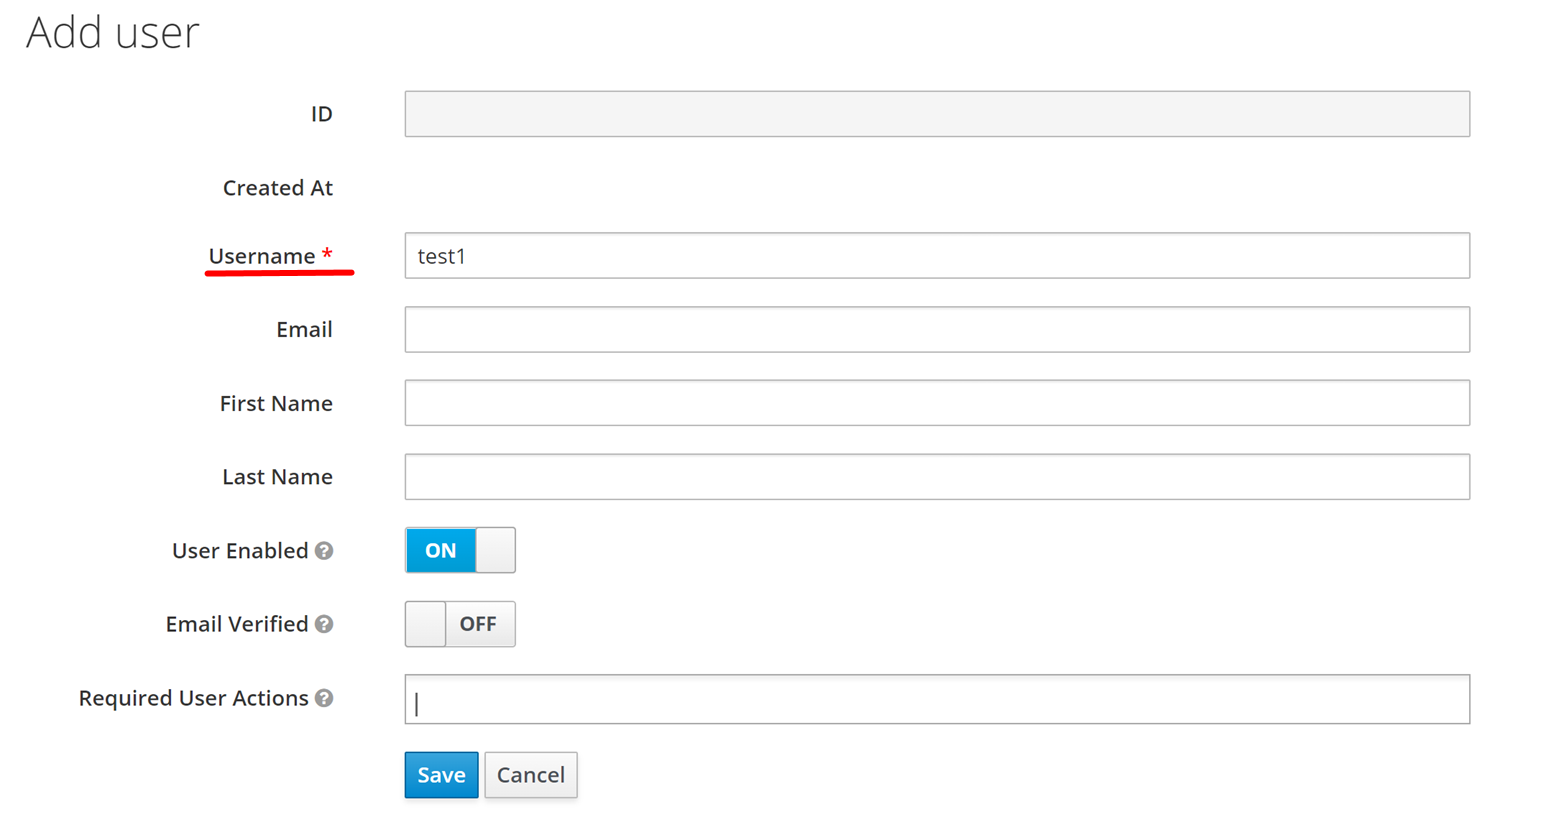 Add user
ID
Created At
Username * test1
Email
First Name
Last Name
User Enabled ? ON
Email Verified ? OFF
Required User Actions ?
Save Cancel